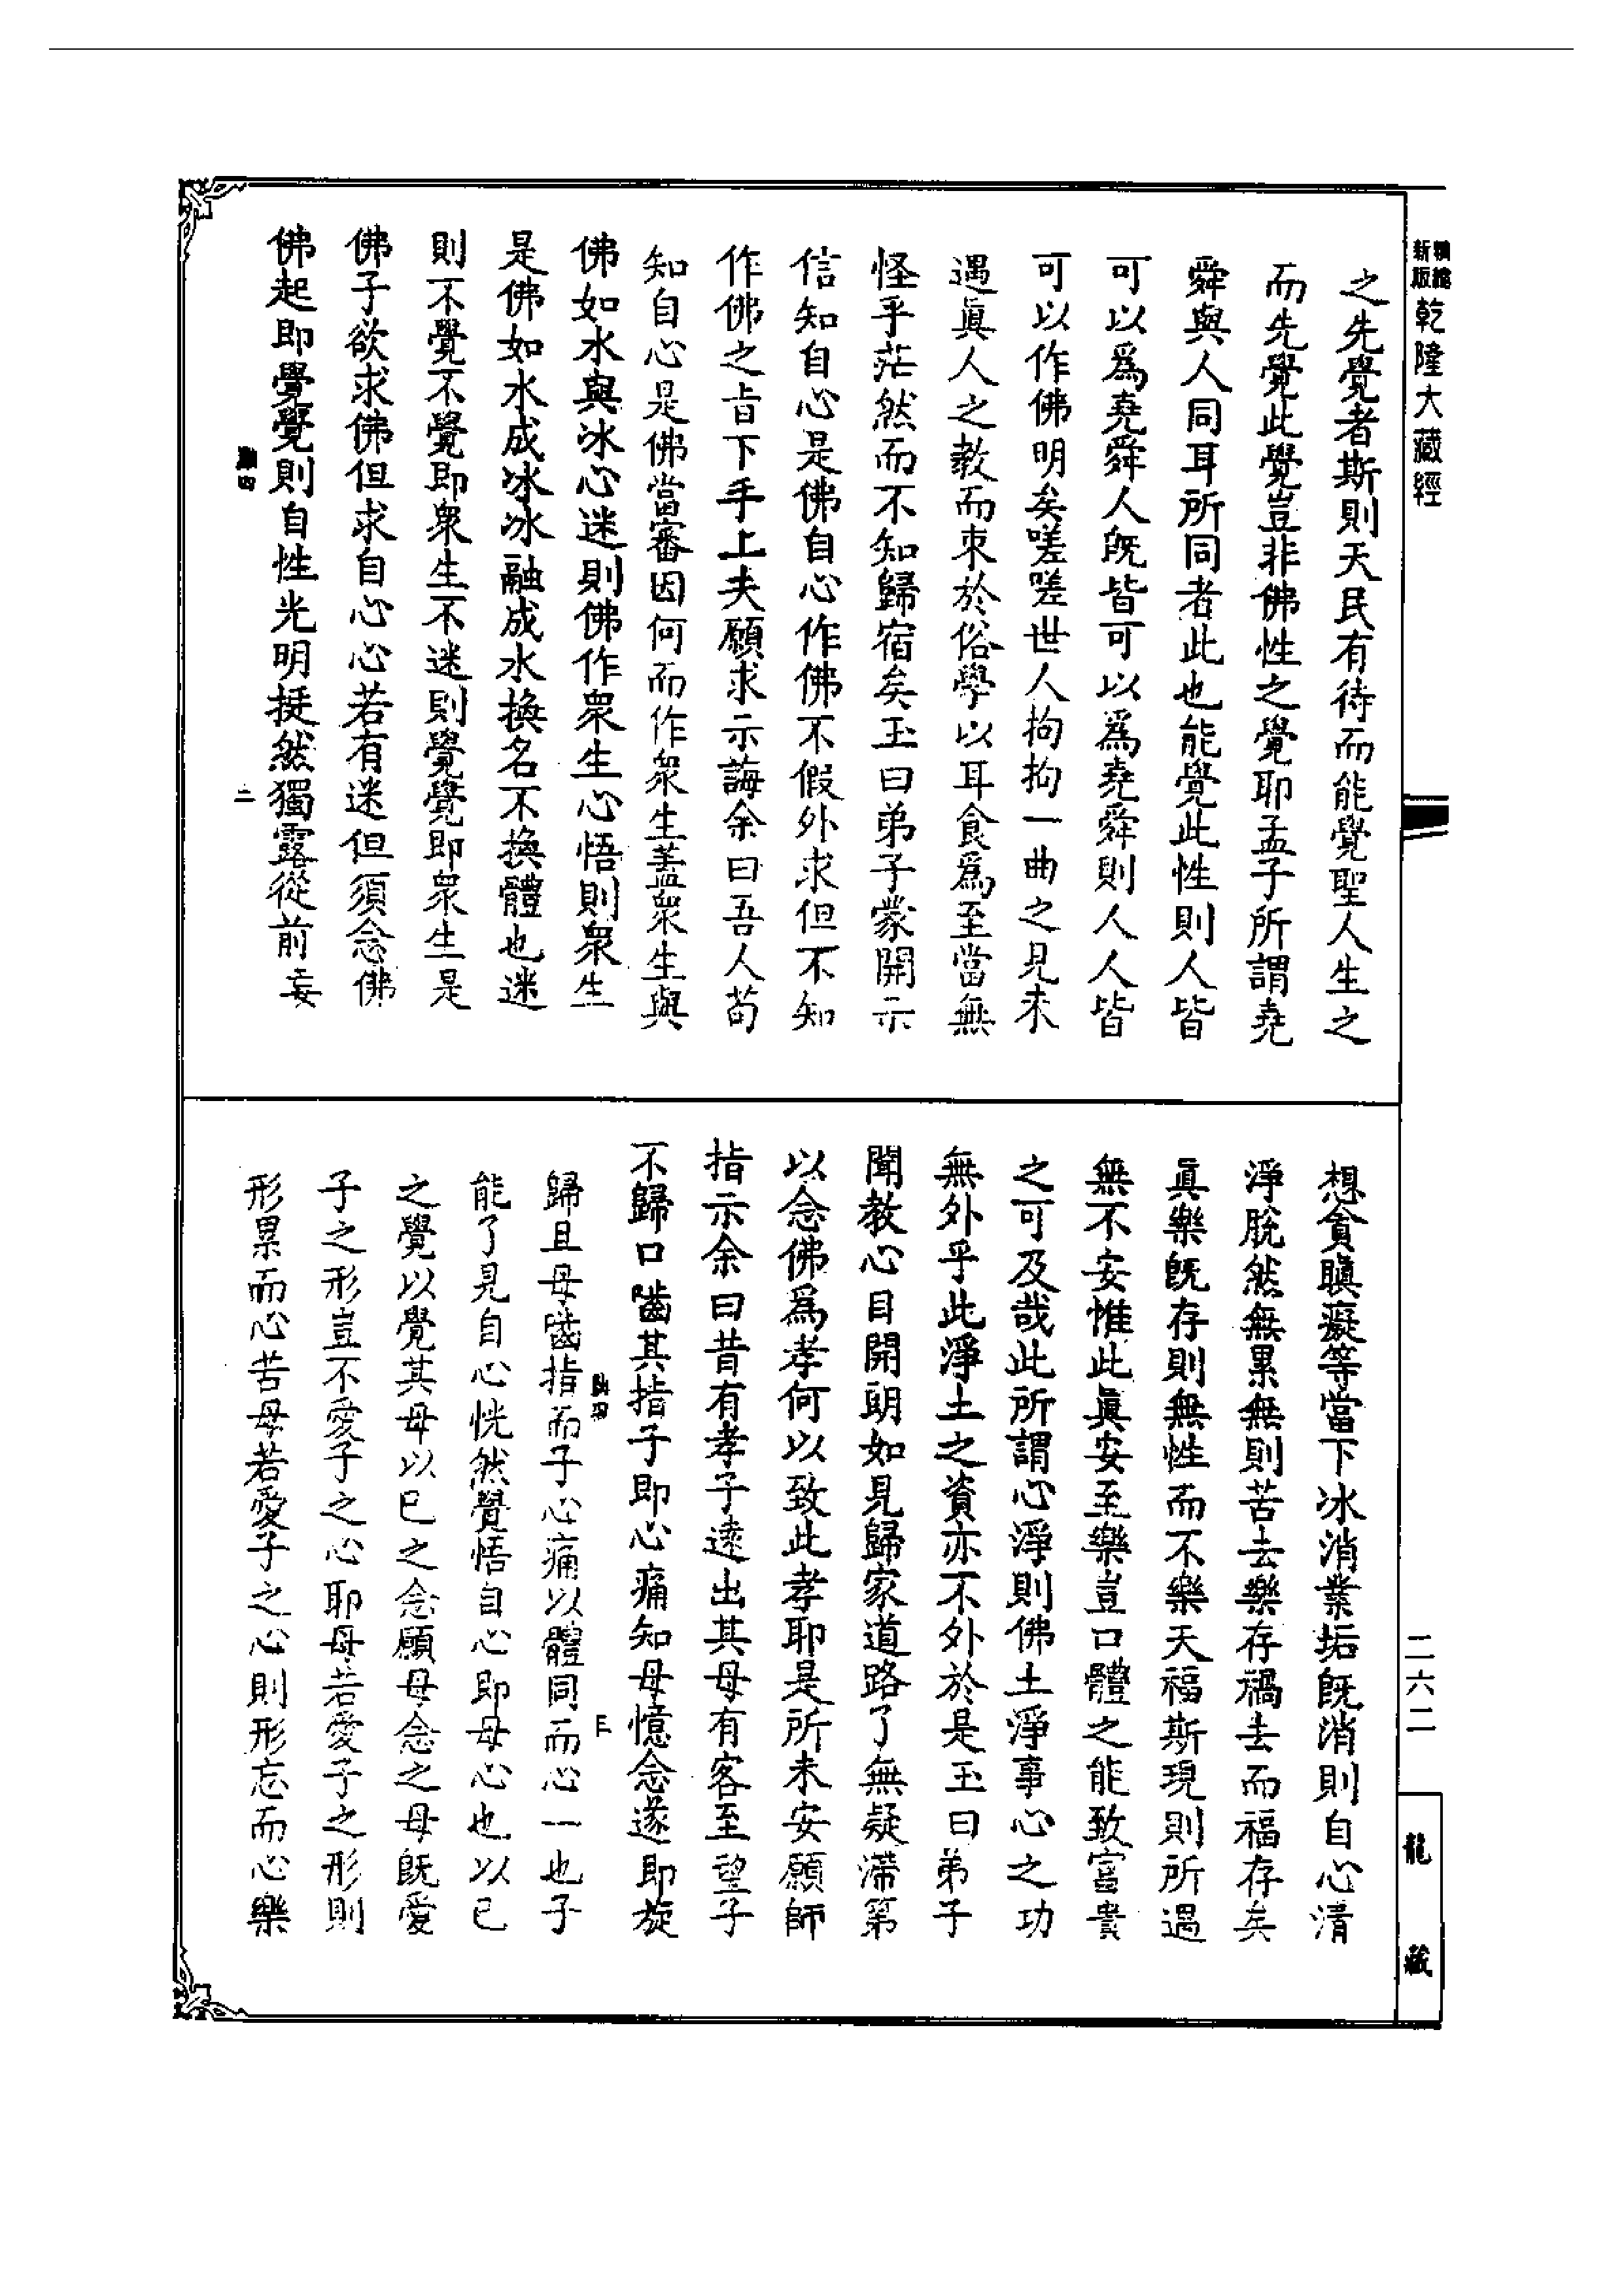 新版
精縮
乾隆大藏經
之先覺者斯則天民有待而能覺聖人生之
而先覺此覺豈非佛性之覺耶孟子所謂堯
舜與人同耳所同者此也能覺此性則人皆
可以爲堯舜人旣皆可以爲堯舜則人人皆
可以作佛明矣嗟嗟世人拘拘一曲之見未
遇眞人之教而束於俗學以耳食爲至當無
怪乎茫然而不知歸宿矣玉曰弟子蒙開示
信知自心是佛自心作佛不假外求但不知
作佛之旨下手上夫願求示誨余曰吾人苟
知自心是佛當審因何而作衆生蓋衆生與
佛如水與冰心迷則佛作衆生心悟則衆生
是佛如水成冰冰融成水換名不換體也迷
則不覺不覺即衆生不迷則覺覺即衆生是
佛子欲求佛但求自心心若有迷但須念佛
佛起即覺覺則自性光明挺然獨露從前妄
二
想貪瞋癡等當下冰消業垢旣消則自心清
淨脫然無累無則苦去樂存禍去而福存矣
眞樂旣存則無性而不樂天福斯現則所遇
無不安惟此眞安至樂豈口體之能致富貴
之可及哉此所謂心淨則佛土淨事心之功
無外乎此淨土之資亦不外於是玉曰弟子
聞教心目開朗如見歸家道路了無疑滯第
以念佛爲孝何以致此孝耶是所未安願師
指示余曰昔有孝子遠出其母有客至望子
不歸口嚙其指子即心痛知母憶念遂即旋
歸且母嚙指而子心痛以體同而心一也子
能了見自心恍然覺悟自心即母心也以己
之覺以覺其母以己之念願母念之母旣愛
子之形豈不愛子之心耶母若愛子之形則
形累而心苦母若愛子之心則形忘而心樂
三
二六二
龍藏